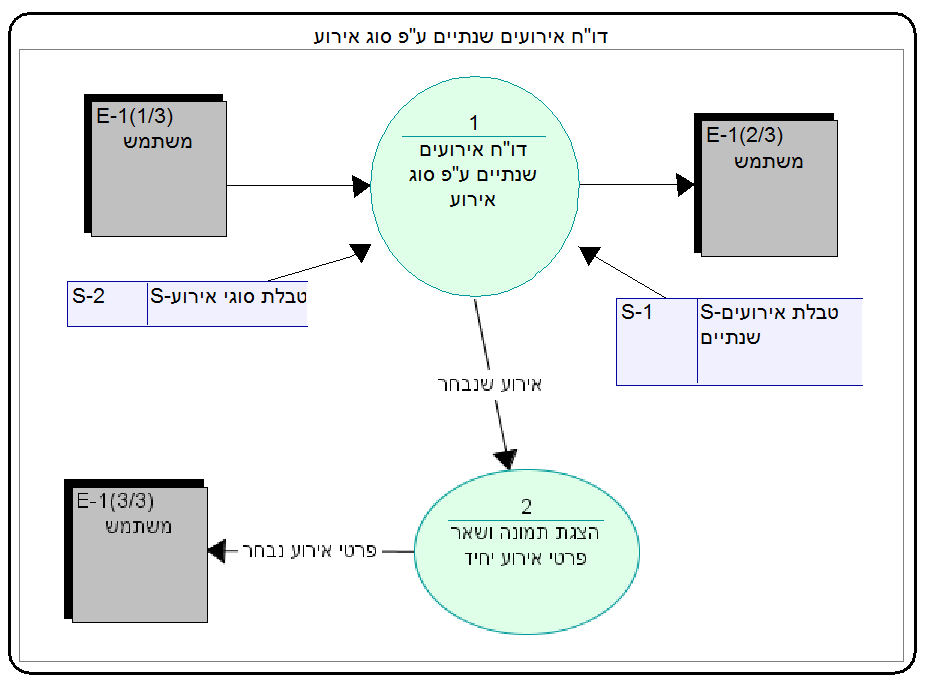 דו"ח אירועים שנתיים ע"פ סוג אירוע
E-1(1/3)
משתמש
1
דו"ח אירועים
שנתיים ע"פ סוג
אירוע
E-1(2/3)
משתמש
S-2
S-טבלת סוגי אירוע
S-1
S-טבלת אירועים
שנתיים
אירוע שנבחר
E-1(3/3)
משתמש
פרטי אירוע נבחר
2
הצגת תמונה ושאר
פרטי אירוע יחיד